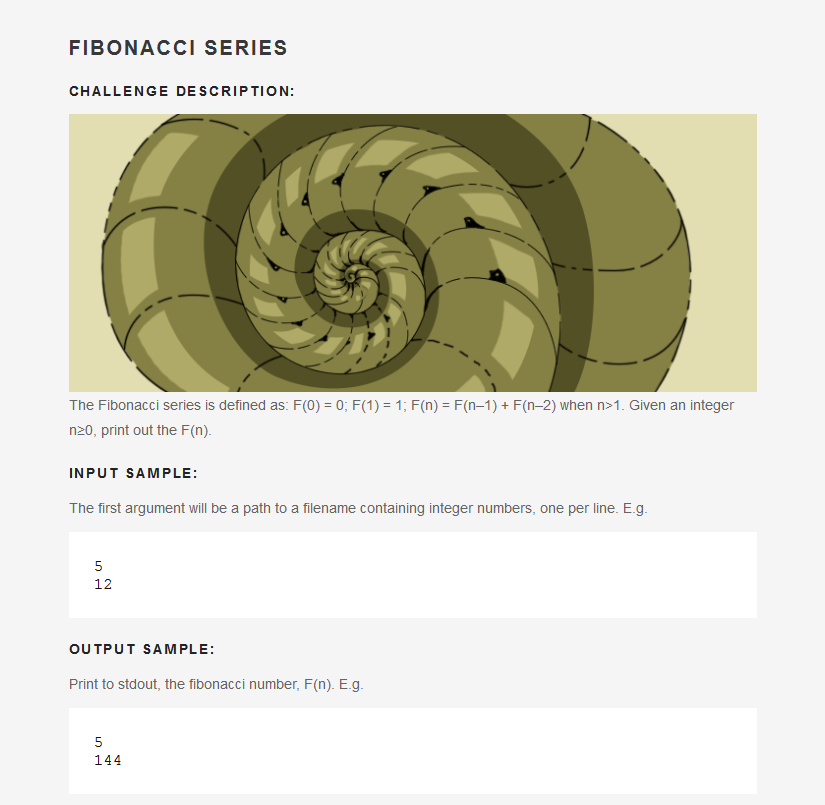 FIBONACCI SERIES
CHALLENGE DESCRIPTION:
The Fibonacci series is defined as: F(0) = 0; F(1) = 1; F(n) = F(n–1) + F(n–2) when n>1. Given an integer
n≥0, print out the F(n).
INPUT SAMPLE:
The first argument will be a path to a filename containing integer numbers, one per line. E.g.
5
12
OUTPUT SAMPLE:
Print to stdout, the fibonacci number, F(n). E.g.
5
144